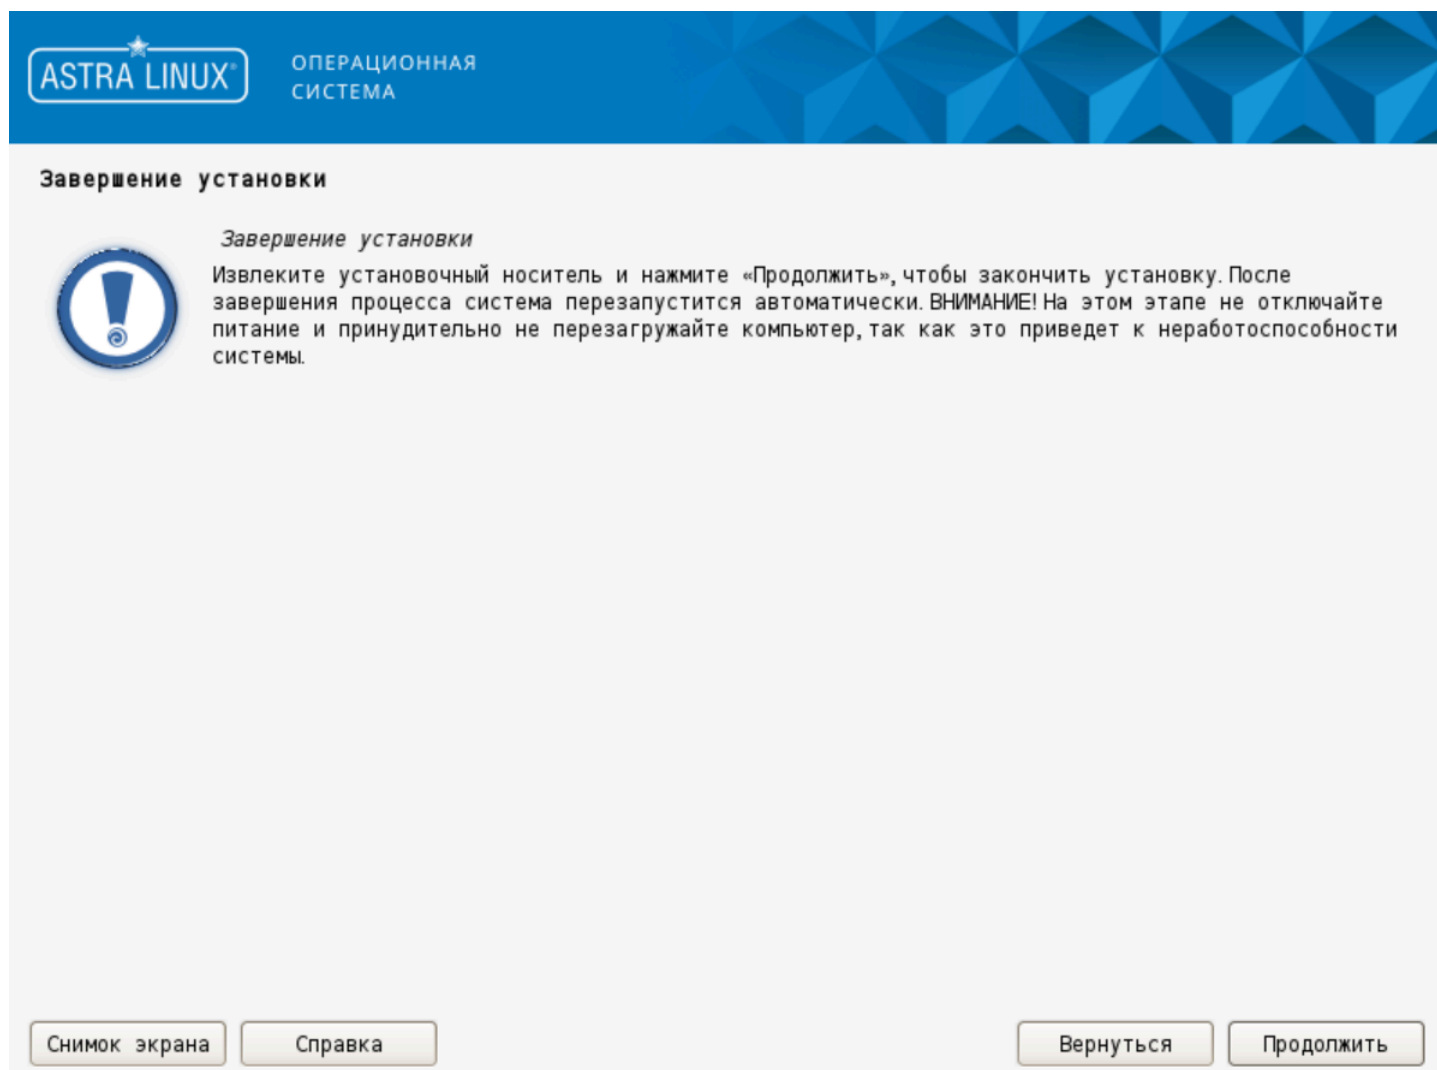 ASTRA LINUX®
ОПЕРАЦИОННАЯ
СИСТЕМА
Завершение установки
Завершение установки
Извлеките установочный носитель и нажмите «Продолжить», чтобы закончить установку. После
завершения процесса система перезапустится автоматически. ВНИМАНИЕ! На этом этапе не отключайте
питание и принудительно не перезагружайте компьютер, так как это приведет к неработоспособности
системы.
Снимок экрана
Справка
Вернуться
Продолжить